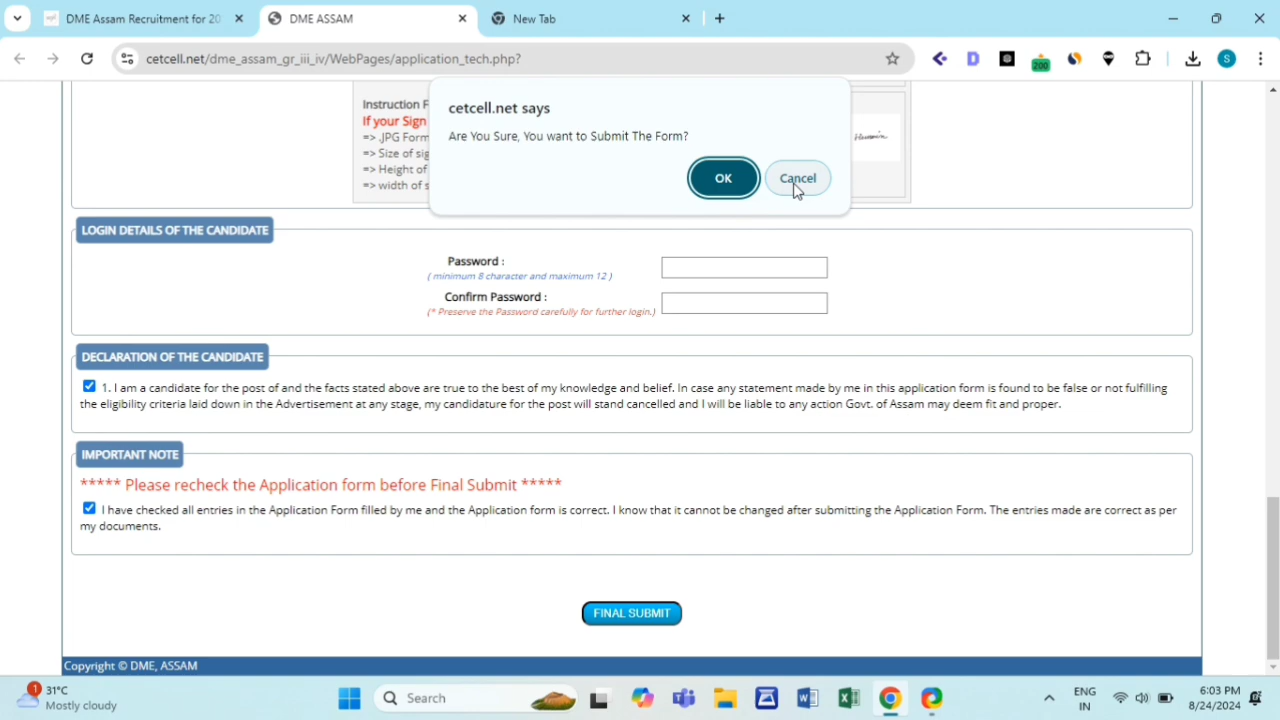 DME Assam Recruitment for 20
DME ASSAM
New Tab
cetcell.net/dme_assam_gr_iii_iv/WebPages/application_tech.php?
S
200
cetcell.net says
Are You Sure, You want to Submit The Form?
OK
Cancel
Instruction F
If your Sign
=> .JPG Form
=> Size of sig
=> Height of
=> width of s
LOGIN DETAILS OF THE CANDIDATE
Password :
( minimum 8 character and maximum 12 )
Confirm Password :
(* Preserve the Password carefully for further login.)
DECLARATION OF THE CANDIDATE
1. I am a candidate for the post of and the facts stated above are true to the best of my knowledge and belief. In case any statement made by me in this application form is found to be false or not fulfilling
the eligibility criteria laid down in the Advertisement at any stage, my candidature for the post will stand cancelled and I will be liable to any action Govt. of Assam may deem fit and proper.
IMPORTANT NOTE
***** Please recheck the Application form before Final Submit *****
I have checked all entries in the Application Form filled by me and the Application form is correct. I know that it cannot be changed after submitting the Application Form. The entries made are correct as per
my documents.
FINAL SUBMIT
Copyright © DME, ASSAM
1
31°C
Mostly cloudy
Search
ENG
IN
6:03 PM
8/24/2024